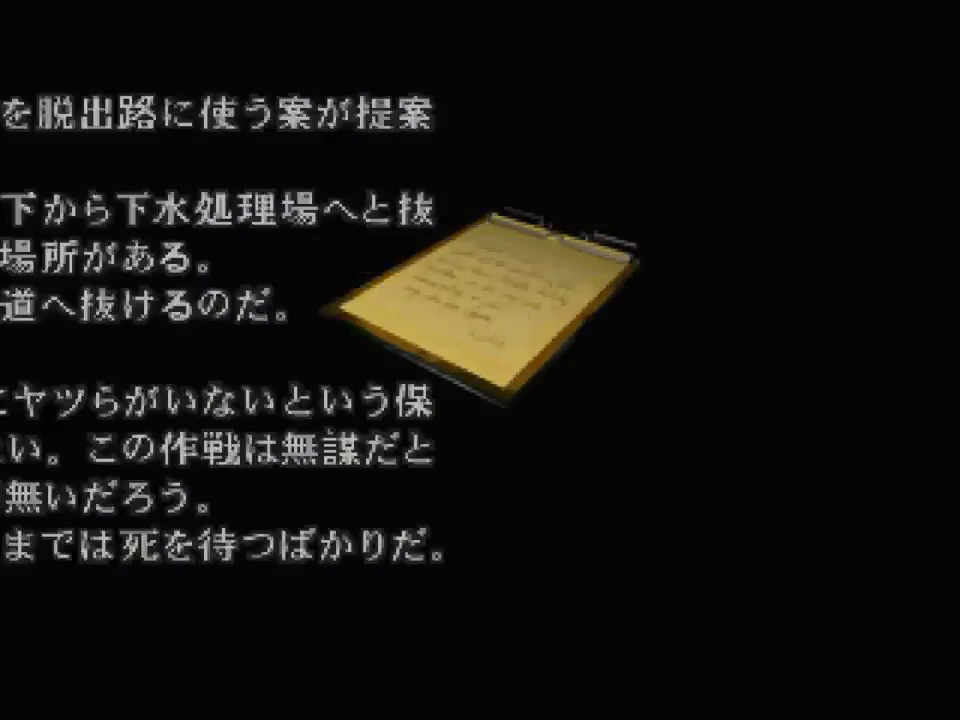 を脱出路に使う案が提案
下から下水処理場へと抜
場所がある。
道へ抜けるのだ。
にヤツらがいないという保
い。この作戦は無謀だと
無いだろう。
までは死を待つばかりだ。